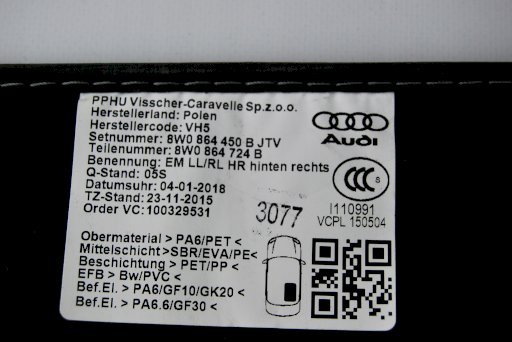 PPHU Visscher-Caravelle Sp.z.o.o.
Herstellerland: Polen
Herstellercode: VH5
Setnummer: 8W0 864 450 B JTV
Teilenummer: 8W0 864 724 B
Benennung: EM LL/RL HR hinten rechts
Q-Stand: 05S
Datumsuhr: 04-01-2018
TZ-Stand: 23-11-2015
Order VC: 100329531
Audi
CCC S
I110991
VCPL 150504
3077
Obermaterial > PA6/PET <
Mittelschicht >SBR/EVA/PE<
Beschichtung > PET/PP <
EFB > Bw/PVC <
Bef.El. > PA6/GF10/GK20 <
Bef.El. > PA6.6/GF30 <